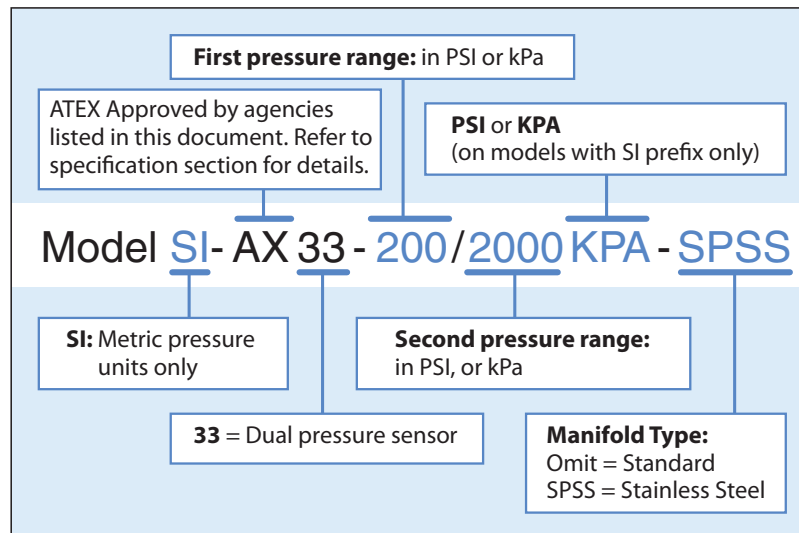 First pressure range: in PSI or kPa
ATEX Approved by agencies
listed in this document. Refer to
specification section for details.
PSI or KPA
(on models with SI prefix only)
Model SI- AX 33 - 200/2000 KPA - SPSS
SI: Metric pressure
units only
Second pressure range:
in PSI, or kPa
33 = Dual pressure sensor
Manifold Type:
Omit = Standard
SPSS = Stainless Steel